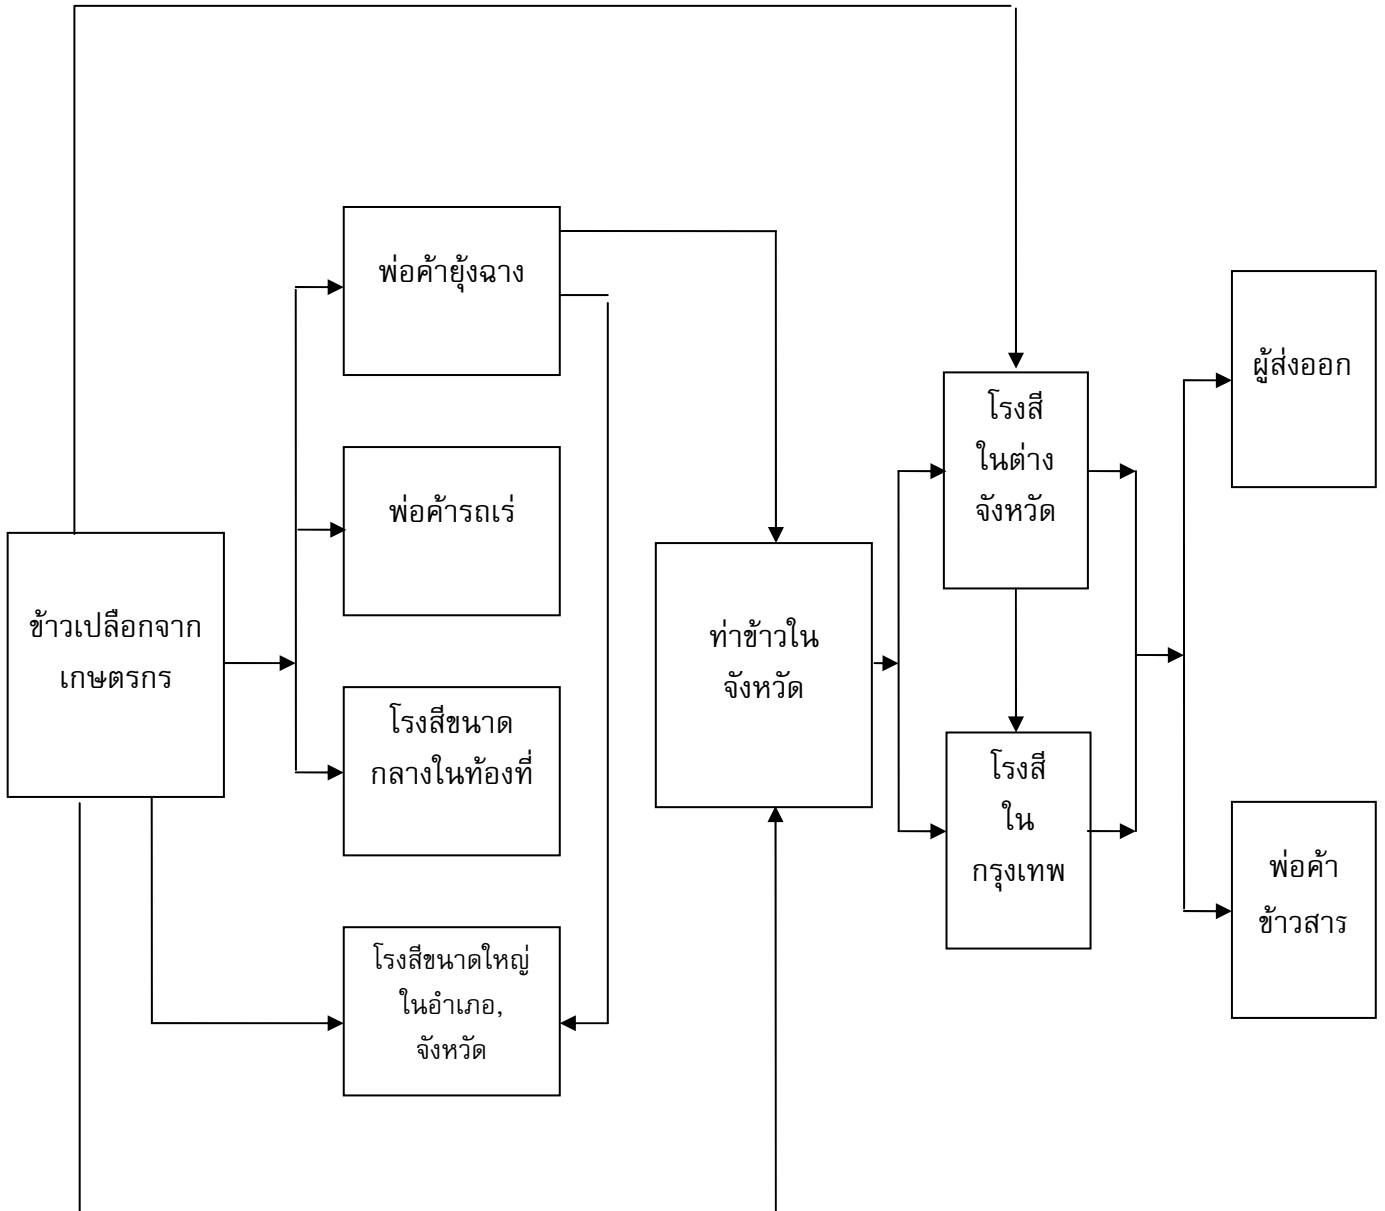 พ่อค้ายุ้งฉาง
ผู้ส่งออก
โรงสี
ในต่าง
จังหวัด
พ่อค้ารถเร่
ข้าวเปลือกจาก
เกษตรกร
ท่าข้าวใน
จังหวัด
โรงสีขนาด
กลางในท้องที่
โรงสี
ใน
กรุงเทพ
พ่อค้า
ข้าวสาร
โรงสีขนาดใหญ่
ในอำเภอ,
จังหวัด